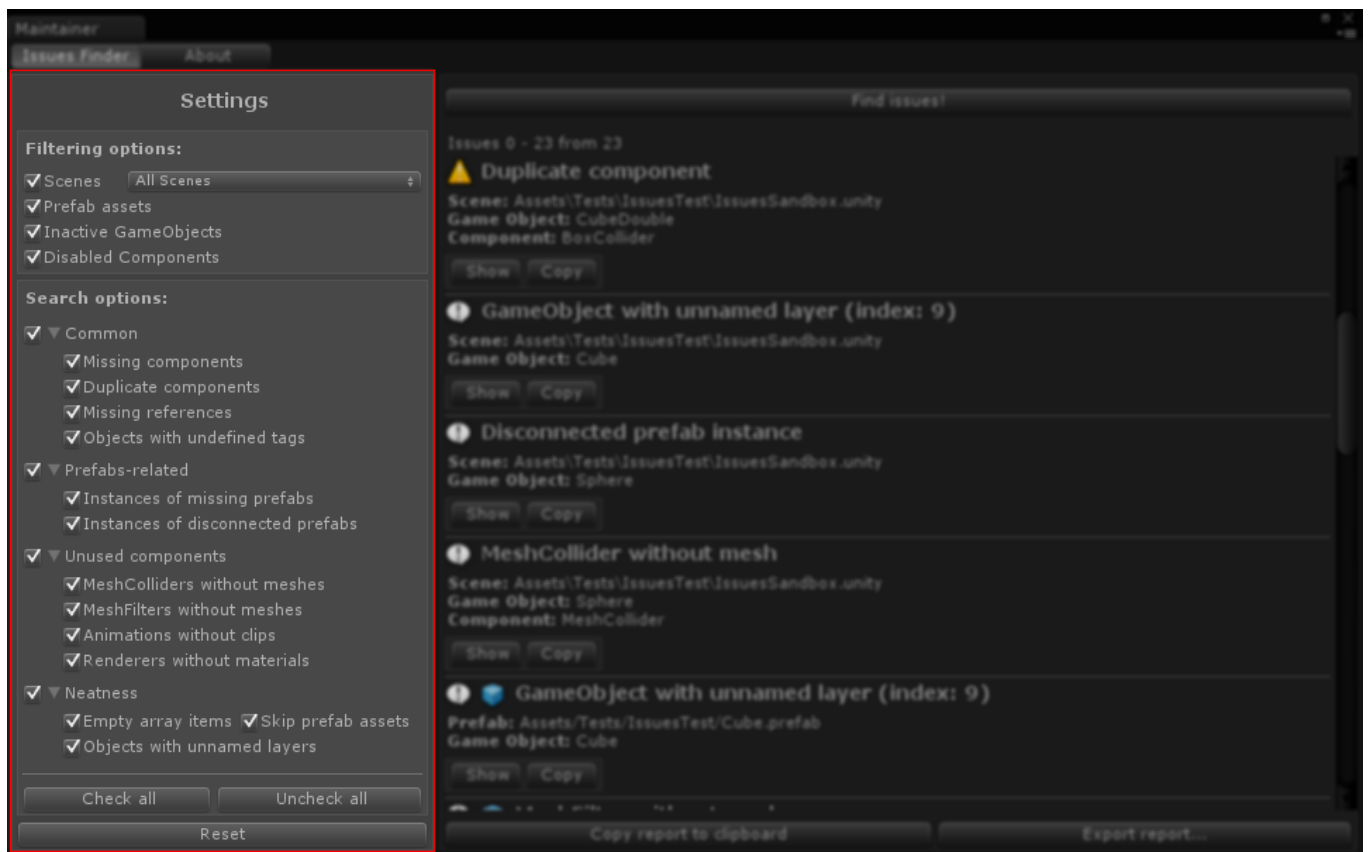 Maintainer
Issues Finder About
Settings
Filtering options:
Scenes All Scenes
Prefab assets
Inactive GameObjects
Disabled Components
Search options:
Common
Missing components
Duplicate components
Missing references
Objects with undefined tags
Prefabs-related
Instances of missing prefabs
Instances of disconnected prefabs
Unused components
MeshColliders without meshes
MeshFilters without meshes
Animations without clips
Renderers without materials
Neatness
Empty array items Skip prefab assets
Objects with unnamed layers
Check all Uncheck all
Reset
Find issues!
Issues 0 - 23 from 23
Duplicate component
Scene: Assets\Tests\IssuesTest\IssuesSandbox.unity
Game Object: CubeDouble
Component: BoxCollider
Show Copy
GameObject with unnamed layer (index: 9)
Scene: Assets\Tests\IssuesTest\IssuesSandbox.unity
Game Object: Cube
Show Copy
Disconnected prefab instance
Scene: Assets\Tests\IssuesTest\IssuesSandbox.unity
Game Object: Sphere
Show Copy
MeshCollider without mesh
Scene: Assets\Tests\IssuesTest\IssuesSandbox.unity
Game Object: Sphere
Component: MeshCollider
Show Copy
GameObject with unnamed layer (index: 9)
Prefab: Assets/Tests/IssuesTest/Cube.prefab
Game Object: Cube
Show Copy
Copy report to clipboard Export report...